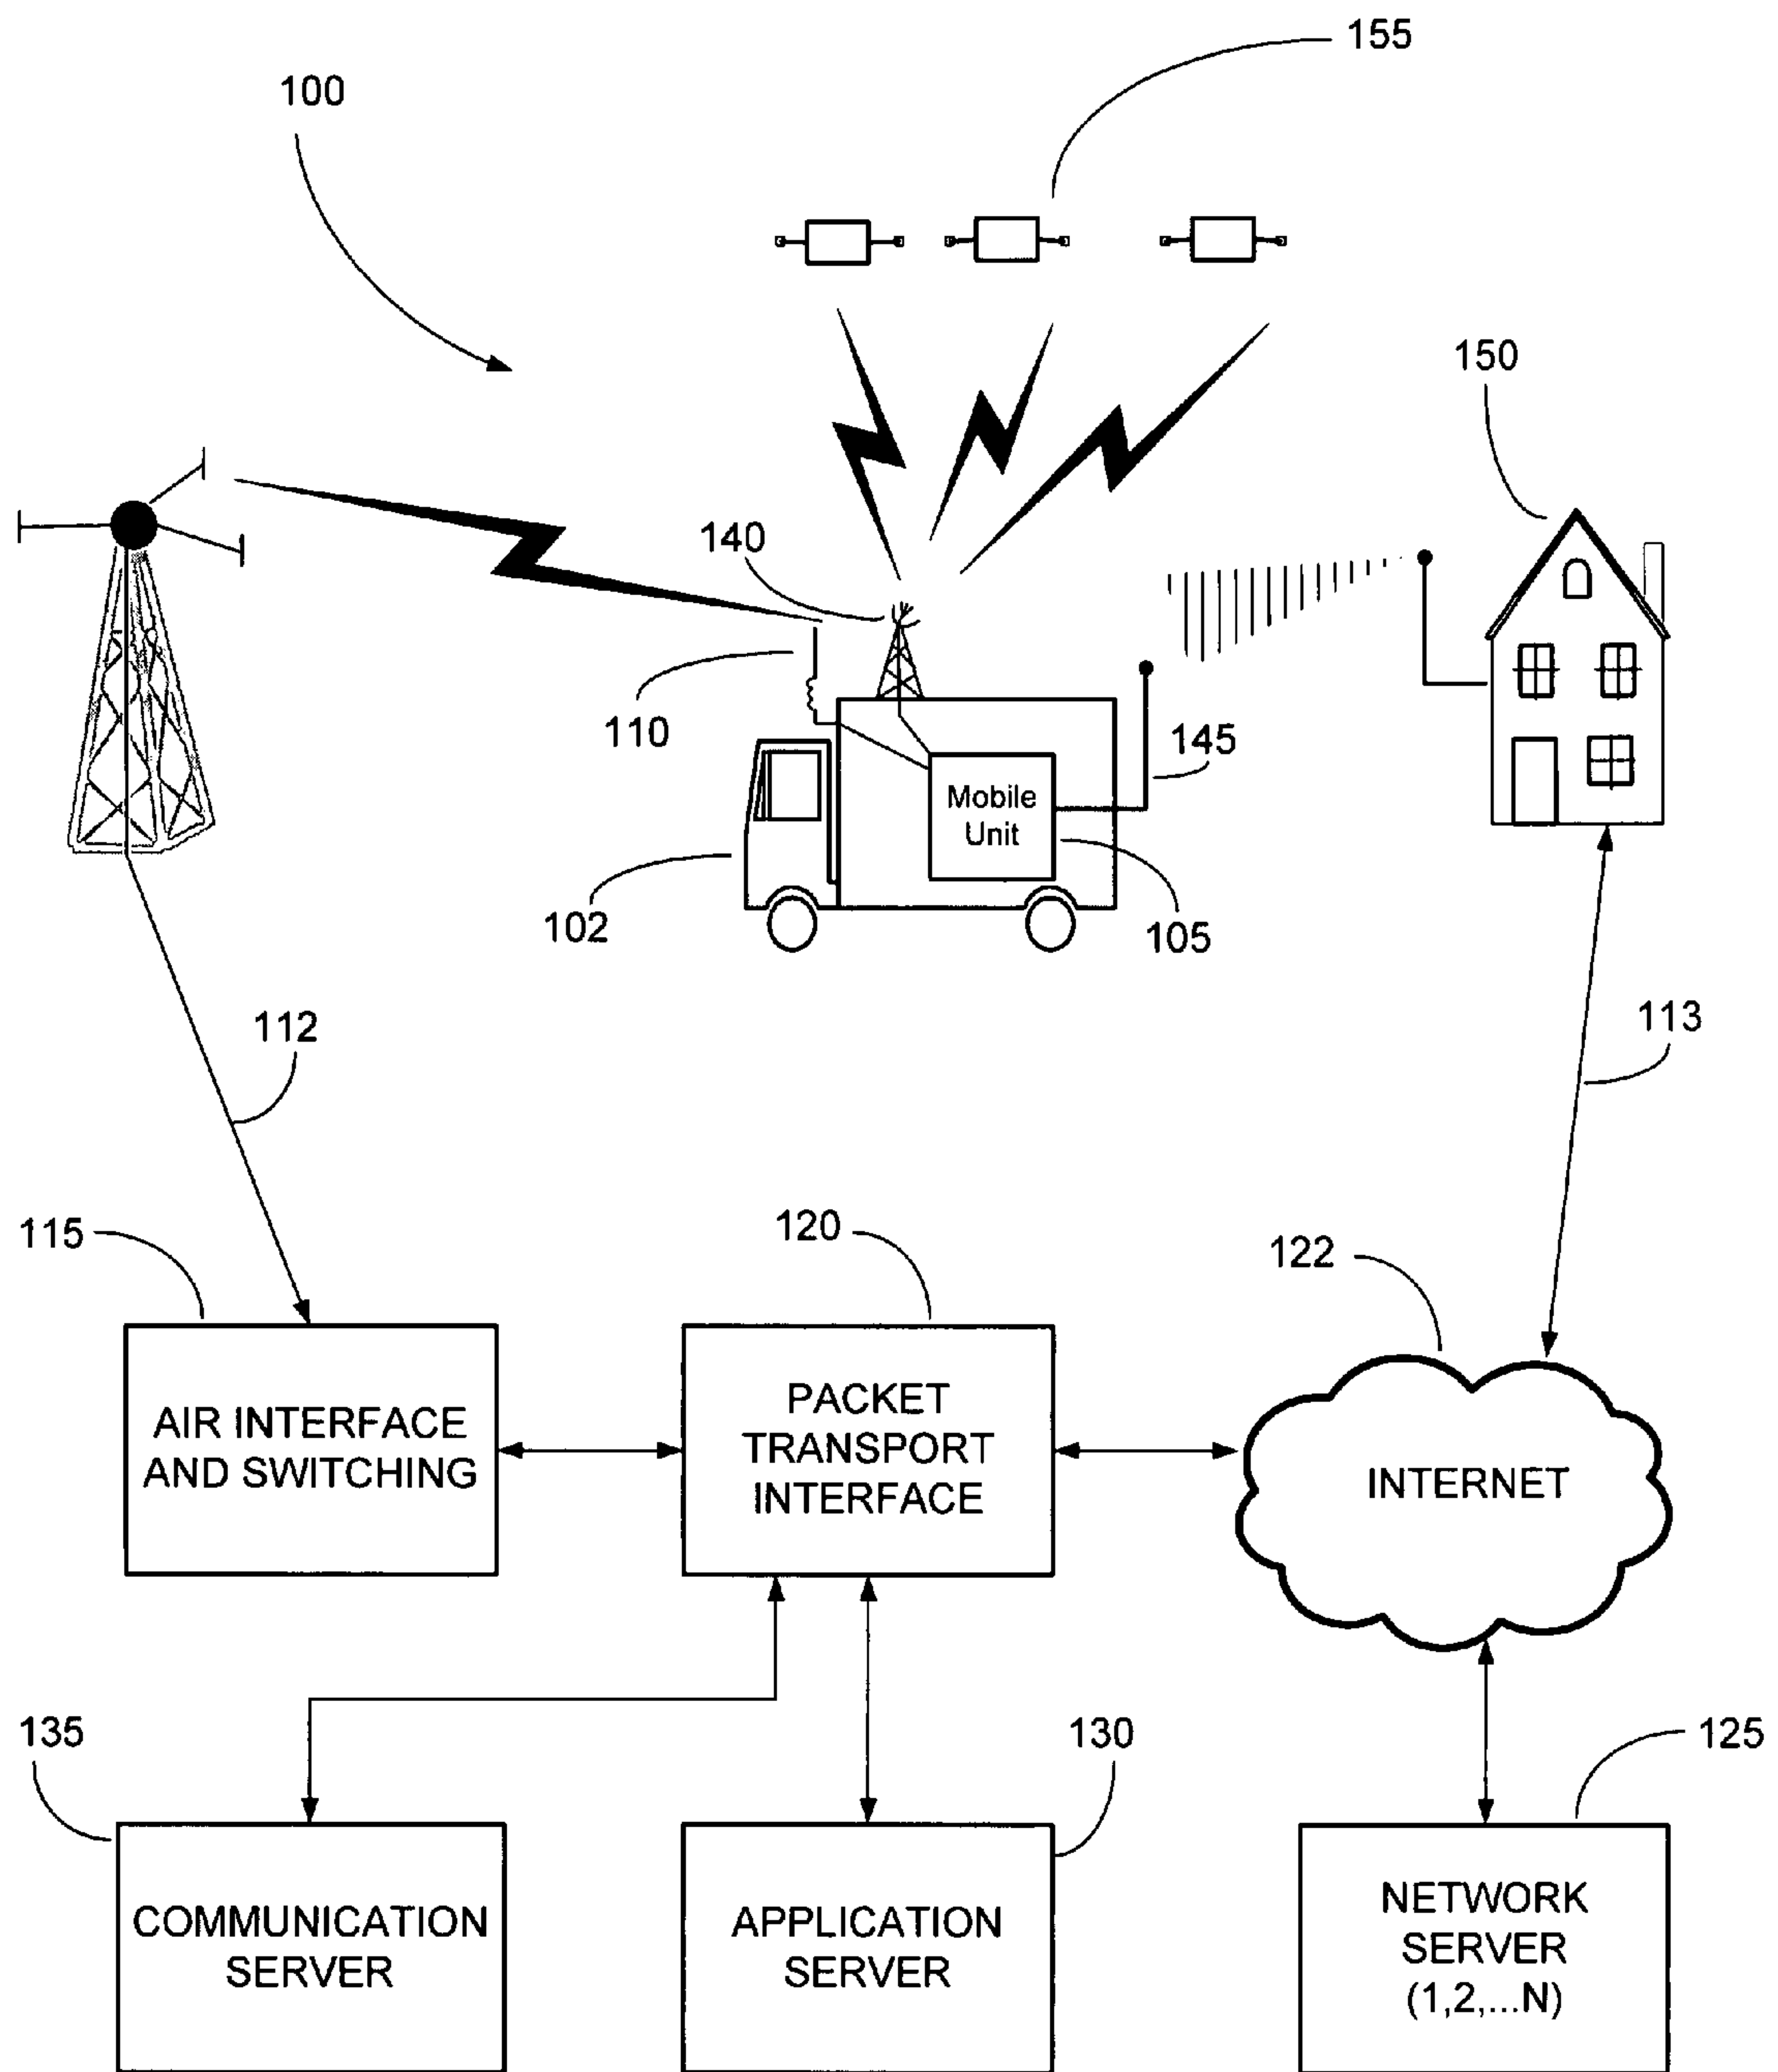 155
100
150
140
110
145
Mobile
Unit
102
105
112
113
115
120
122
AIR INTERFACE
AND SWITCHING
PACKET
TRANSPORT
INTERFACE
INTERNET
135
130
125
COMMUNICATION
SERVER
APPLICATION
SERVER
NETWORK
SERVER
(1,2,...N)